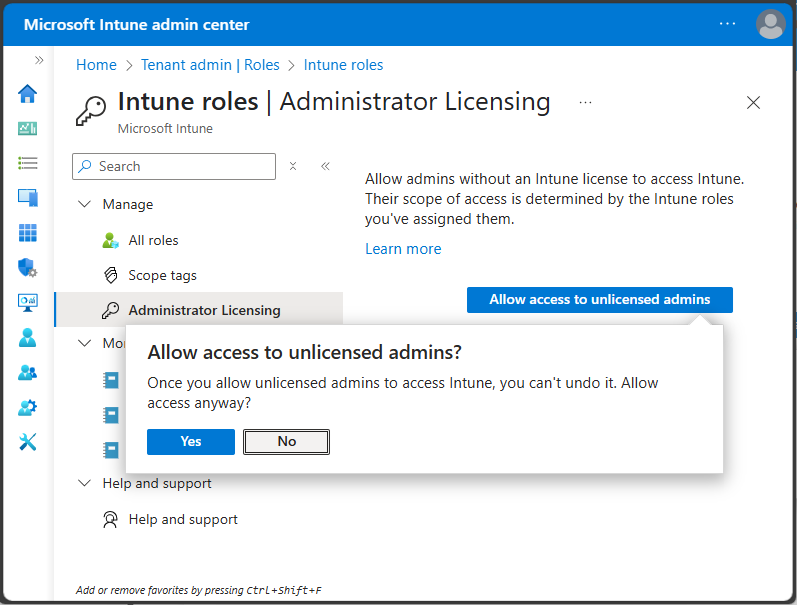 Microsoft Intune admin center
Home > Tenant admin | Roles > Intune roles
Intune roles | Administrator Licensing
Microsoft Intune
Search
Allow admins without an Intune license to access Intune.
Their scope of access is determined by the Intune roles
you've assigned them.
Learn more
Manage
All roles
Scope tags
Administrator Licensing
Allow access to unlicensed admins
Allow access to unlicensed admins?
Once you allow unlicensed admins to access Intune, you can't undo it. Allow
access anyway?
Yes
No
Help and support
Help and support
Add or remove favorites by pressing Ctrl+Shift+F